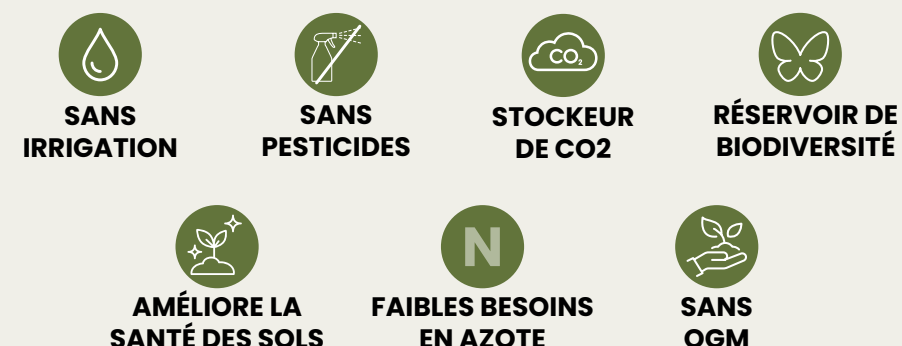 SANS
IRRIGATION
SANS
PESTICIDES
CO₂
STOCKEUR
DE CO2
RÉSERVOIR DE
BIODIVERSITÉ
AMÉLIORE LA
SANTÉ DES SOLS
N
FAIBLES BESOINS
EN AZOTE
SANS
OGM